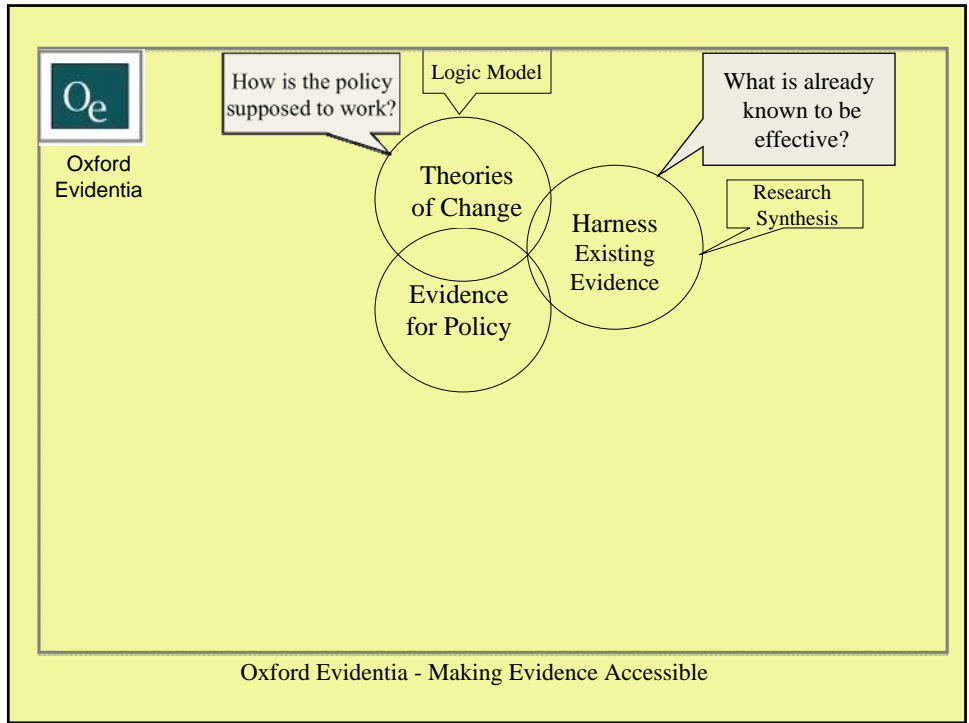 Oe
Oxford
Evidentia
How is the policy
supposed to work?
Logic Model
What is already
known to be
effective?
Theories
of Change
Research
Synthesis
Harness
Existing
Evidence
Evidence
for Policy
Oxford Evidentia - Making Evidence Accessible